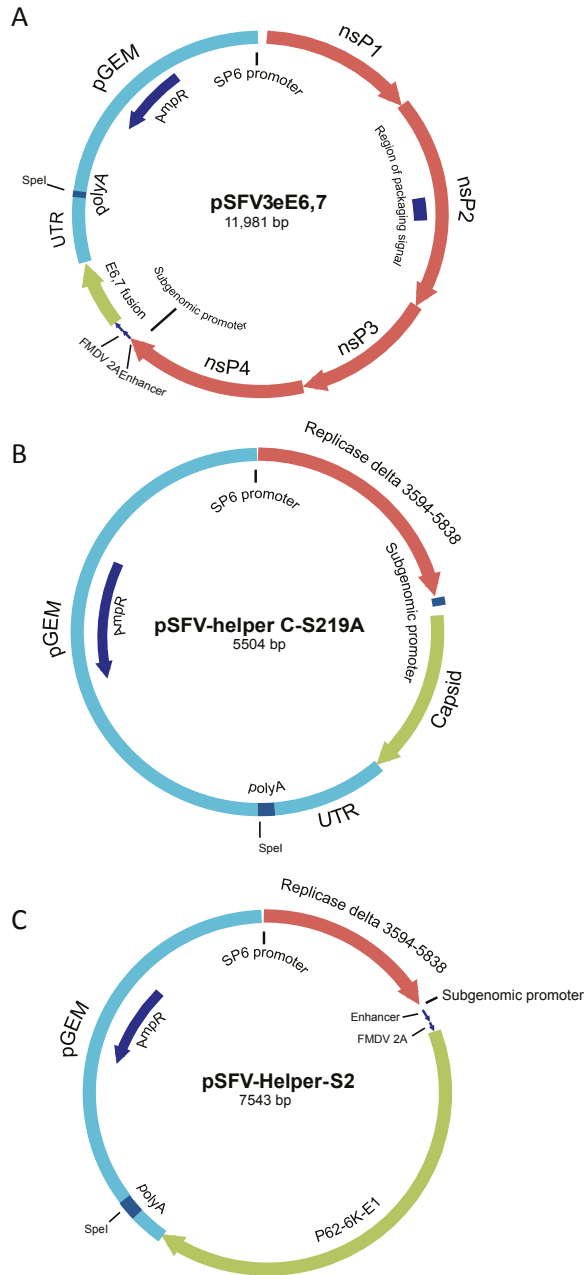 A
pGEM
nsP1
SP6 promoter
AmpR
nsP2
Region of packaging signal
SpeI
polyA
pSFV3eE6,7
11,981 bp
UTR
E6,7 fusion
Subgenomic promoter
FMDV 2A
Enhancer
nsP4
nsP3
B
Replicase delta 3594-5838
SP6 promoter
Subgenomic promoter
AmpR
pGEM
pSFV-helper C-S219A
5504 bp
Capsid
polyA
UTR
SpeI
C
Replicase delta 3594-5838
SP6 promoter
Subgenomic promoter
Enhancer
FMDV 2A
pGEM
AmpR
pSFV-Helper-S2
7543 bp
polyA
SpeI
P62-6K-E1